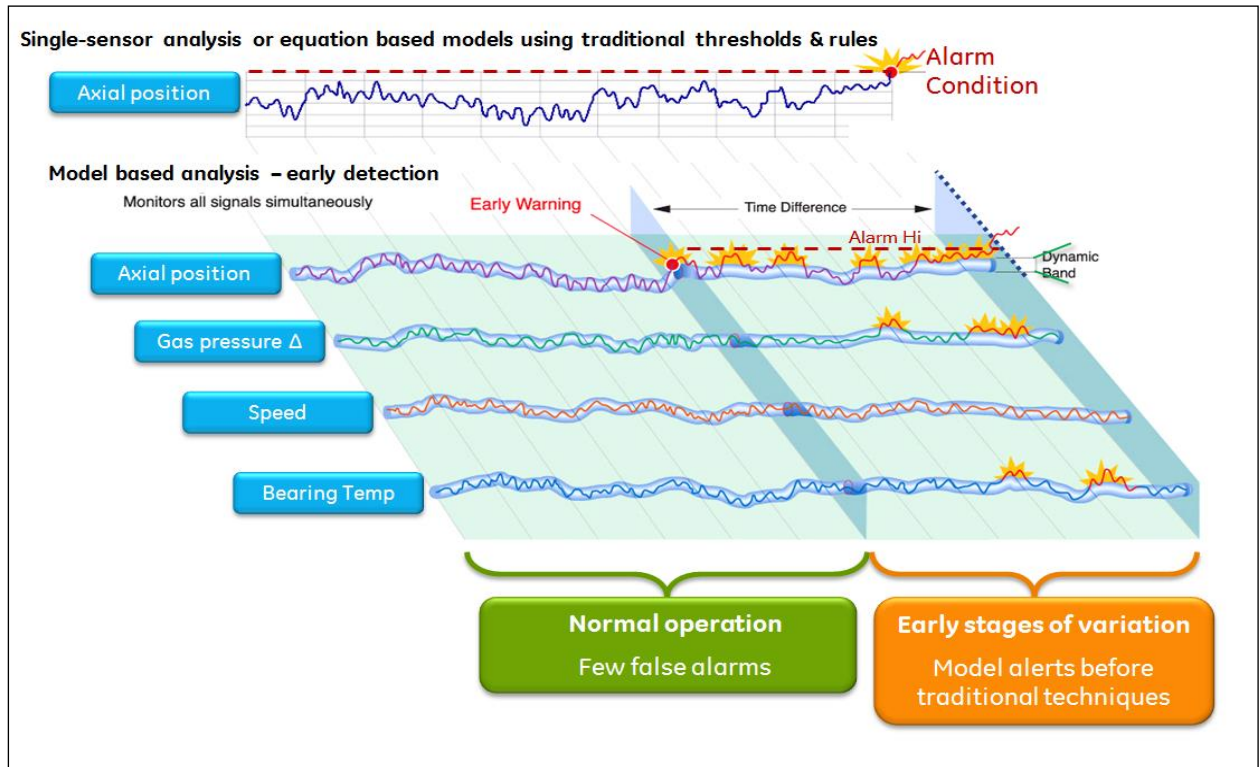 Single-sensor analysis or equation based models using traditional thresholds & rules
Alarm
Condition
Axial position
Model based analysis – early detection
Monitors all signals simultaneously
Early Warning
Time Difference
Alarm Hi
Axial position
Dynamic
Band
Gas pressure Δ
Speed
Bearing Temp
Normal operation
Few false alarms
Early stages of variation
Model alerts before
traditional techniques